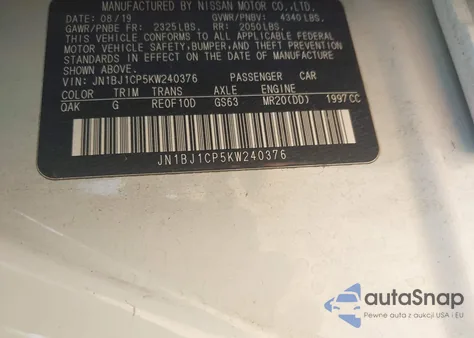 MANUFACTURED BY NISSAN MOTOR CO.,LTD.
DATE: 08/19 GVWR/PNBV: 4340 LBS.
GAWR/PNBE FR: 2325 LBS. RR: 2050 LBS.
THIS VEHICLE CONFORMS TO ALL APPLICABLE FEDERAL
MOTOR VEHICLE SAFETY, BUMPER, AND THEFT PREVENTION
STANDARDS IN EFFECT ON THE DATE OF MANUFACTURE
SHOWN ABOVE.
VIN: JN1BJ1CP5KW240376 PASSENGER CAR
COLOR TRIM TRANS AXLE ENGINE
QAK G RE0F10D GS63 MR20(DD) 1997CC
JN1BJ1CP5KW240376
autoSnap
Pewne auta z aukcji USA i EU